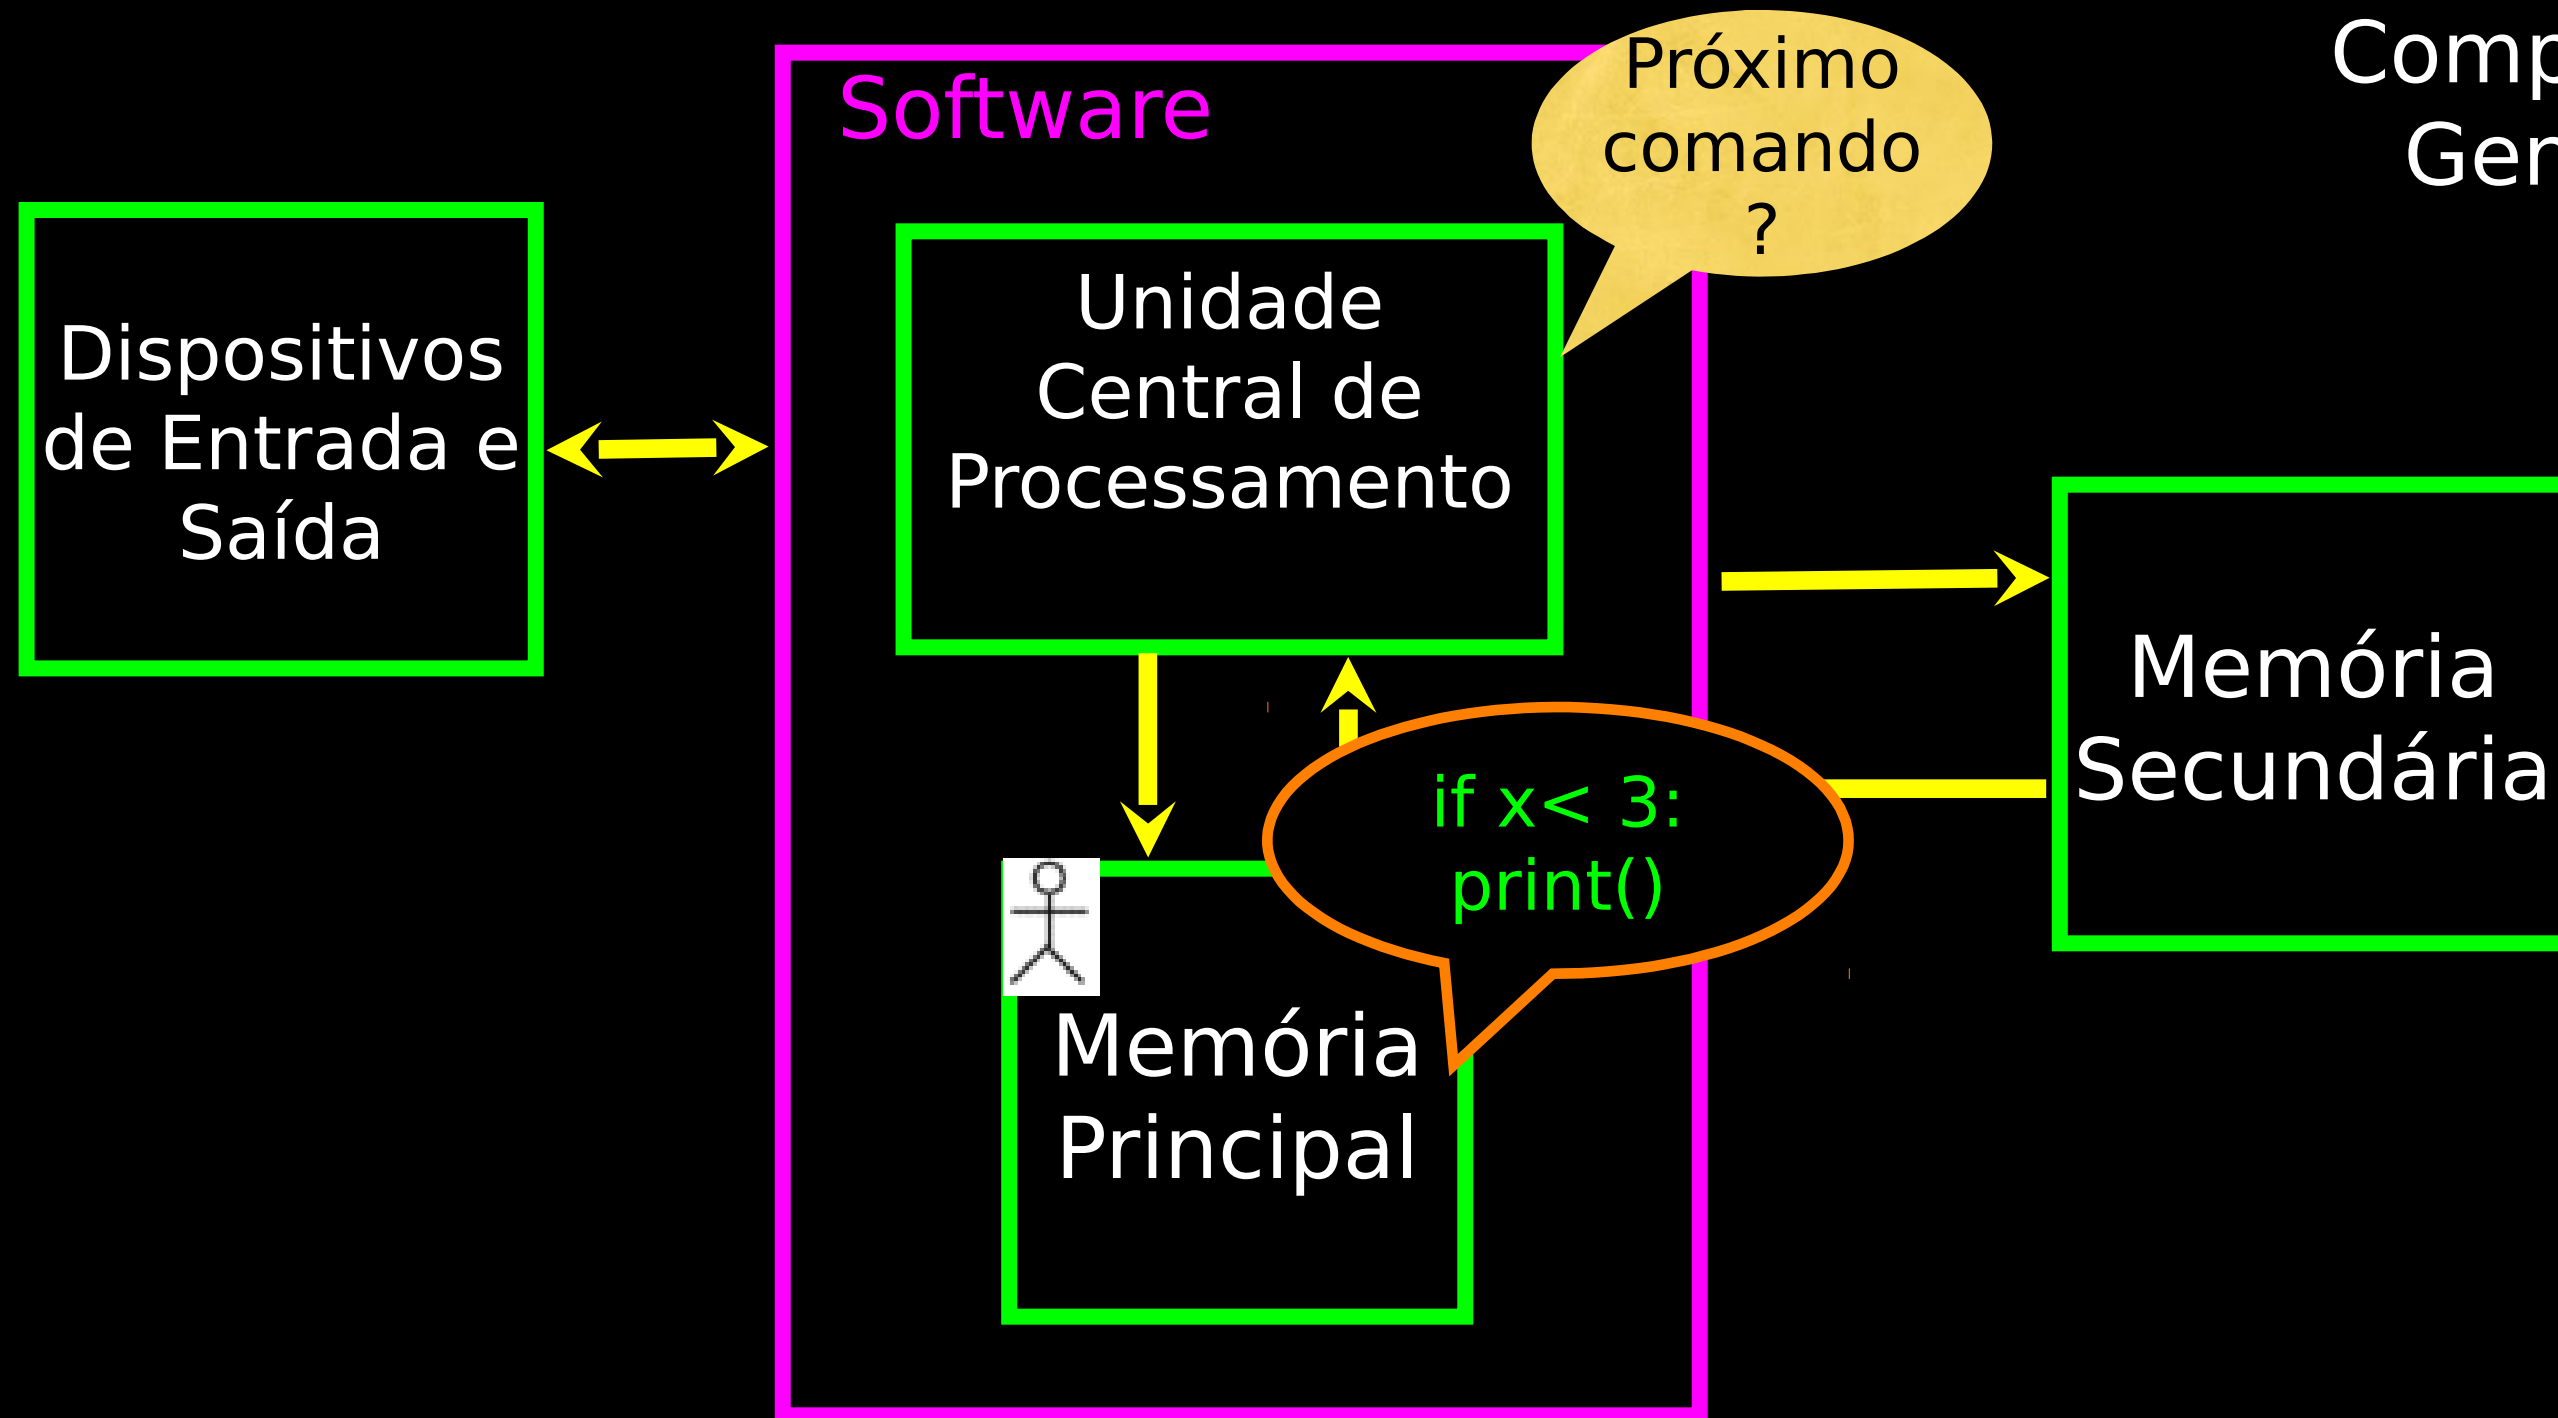 Software
Próximo
comando
?
Comp
Gen
Dispositivos
de Entrada e
Saída
Unidade
Central de
Processamento
Memória
Secundária
if x< 3:
print()
Memória
Principal